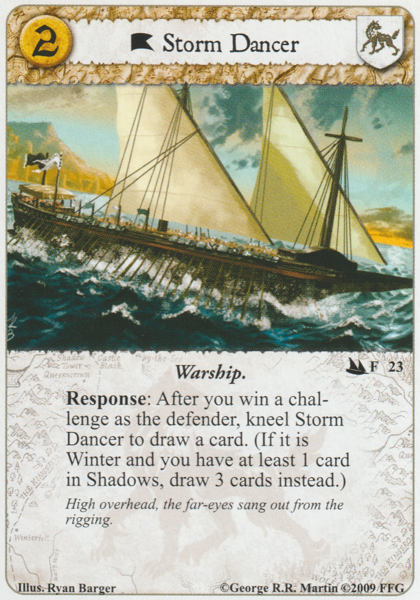 2
Storm Dancer
Warship.
F 23
Response: After you win a chal-
lenge as the defender, kneel Storm
Dancer to draw a card. (If it is
Winter and you have at least 1 card
in Shadows, draw 3 cards instead.)
High overhead, the far-eyes sang out from the
rigging.
Illus. Ryan Barger
©George R.R. Martin ©2009 FFG